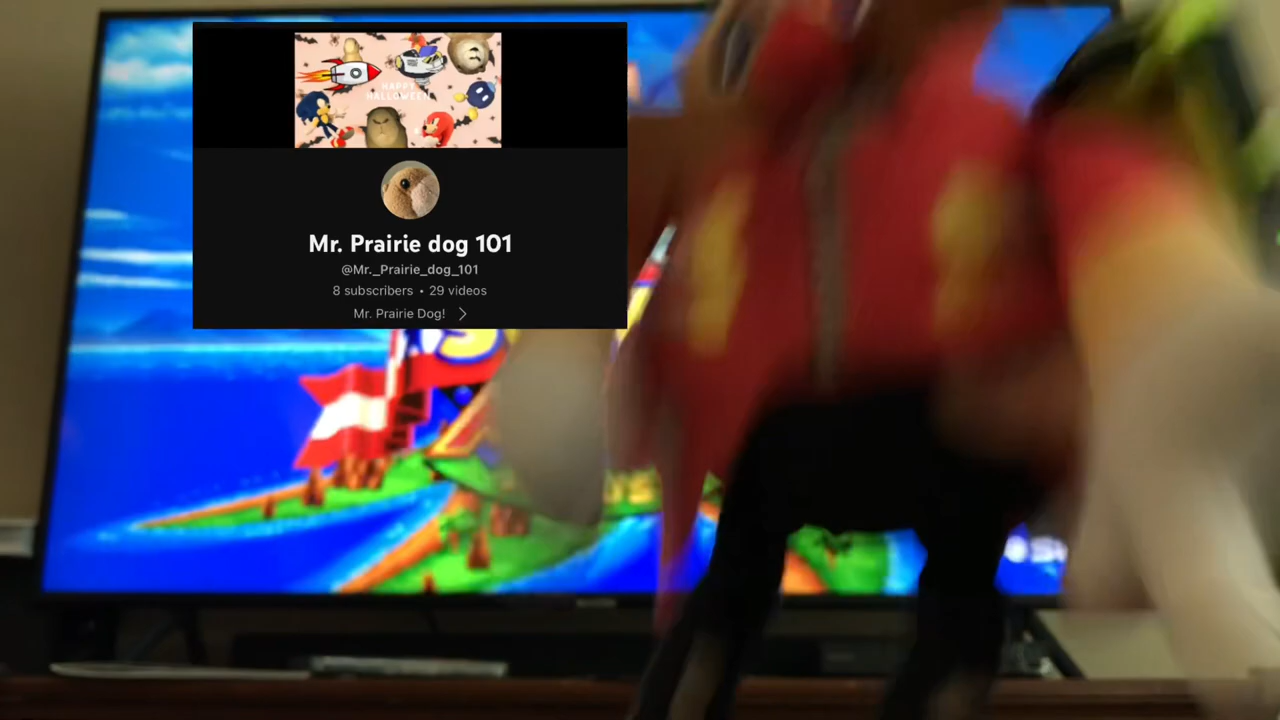 HAPPY
HALLOWEEN
Mr. Prairie dog 101
@Mr._Prairie_dog_101
8 subscribers • 29 videos
Mr. Prairie Dog!